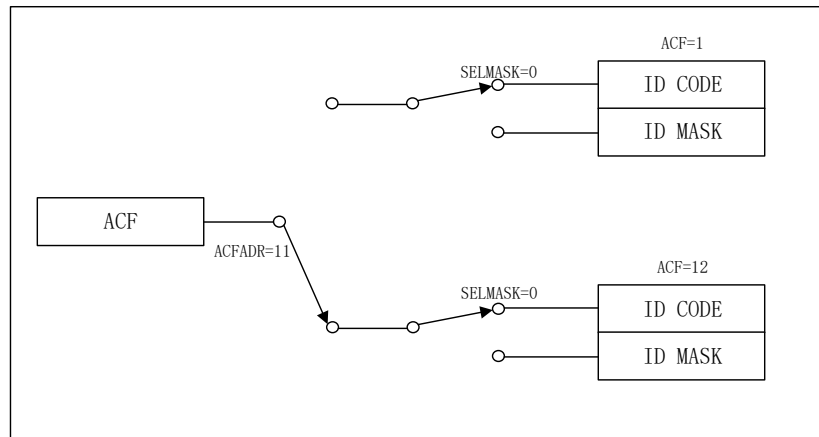 ACF=1
SELMASK=0
ID CODE
ID MASK
ACF
ACFADR=11
ACF=12
SELMASK=0
ID CODE
ID MASK